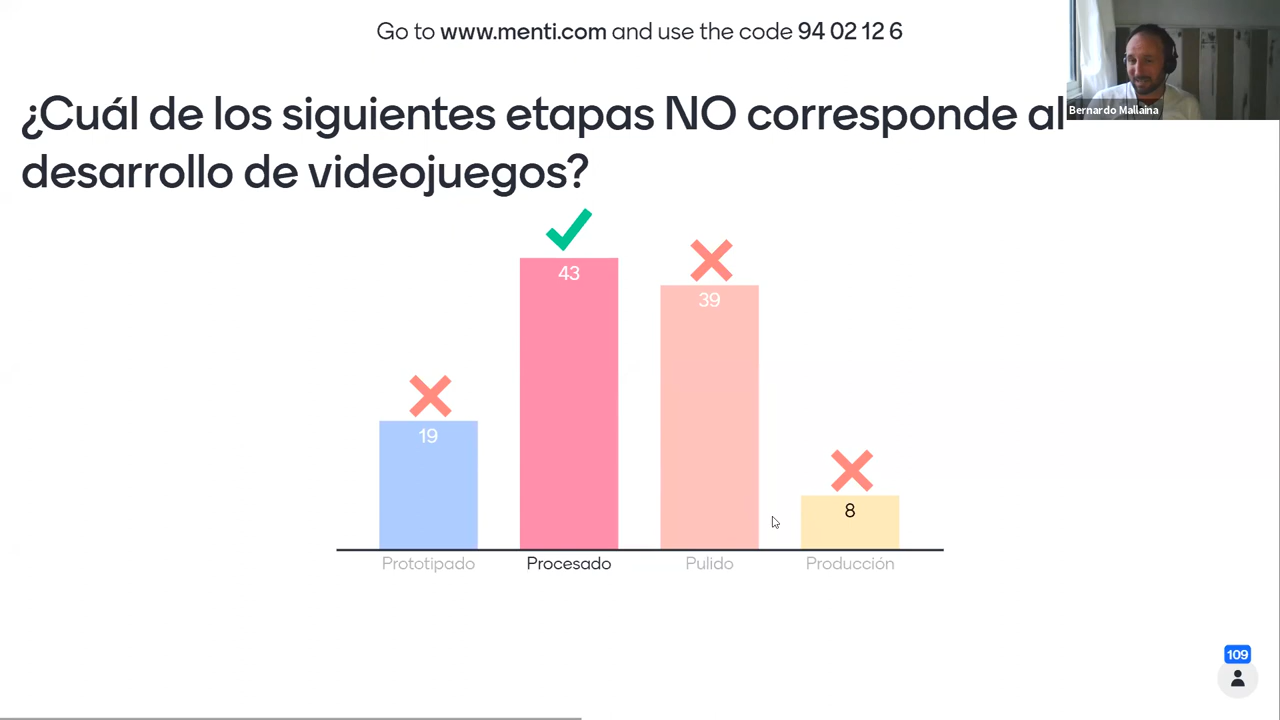 Go to www.menti.com and use the code 94 02 12 6
Bernardo Mallaina
¿Cuál de los siguientes etapas NO corresponde al
desarrollo de videojuegos?
43
39
19
8
Prototipado
Procesado
Pulido
Producción
109